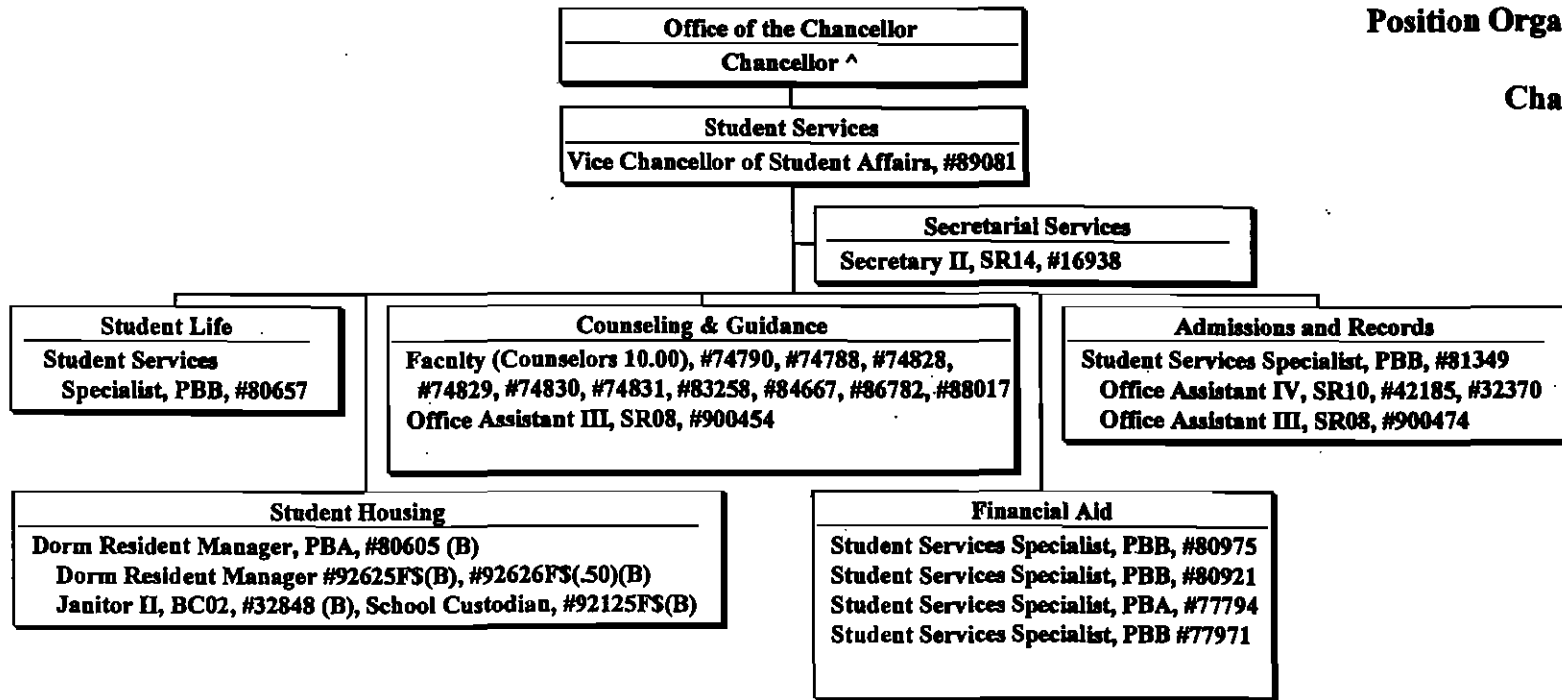 Position Orga
Cha
Office of the Chancellor
Chancellor ^
Student Services
Vice Chancellor of Student Affairs, #89081
Secretarial Services
Secretary II, SR14, #16938
Student Life
Student Services
Specialist, PBB, #80657
Counseling & Guidance
Faculty (Counselors 10.00), #74790, #74788, #74828,
#74829, #74830, #74831, #83258, #84667, #86782, #88017
Office Assistant III, SR08, #900454
Admissions and Records
Student Services Specialist, PBB, #81349
Office Assistant IV, SR10, #42185, #32370
Office Assistant III, SR08, #900474
Student Housing
Dorm Resident Manager, PBA, #80605 (B)
Dorm Resident Manager #92625F$(B), #92626F$(.50)(B)
Janitor II, BC02, #32848 (B), School Custodian, #92125F$(B)
Financial Aid
Student Services Specialist, PBB, #80975
Student Services Specialist, PBB, #80921
Student Services Specialist, PBA, #77794
Student Services Specialist, PBB #77971